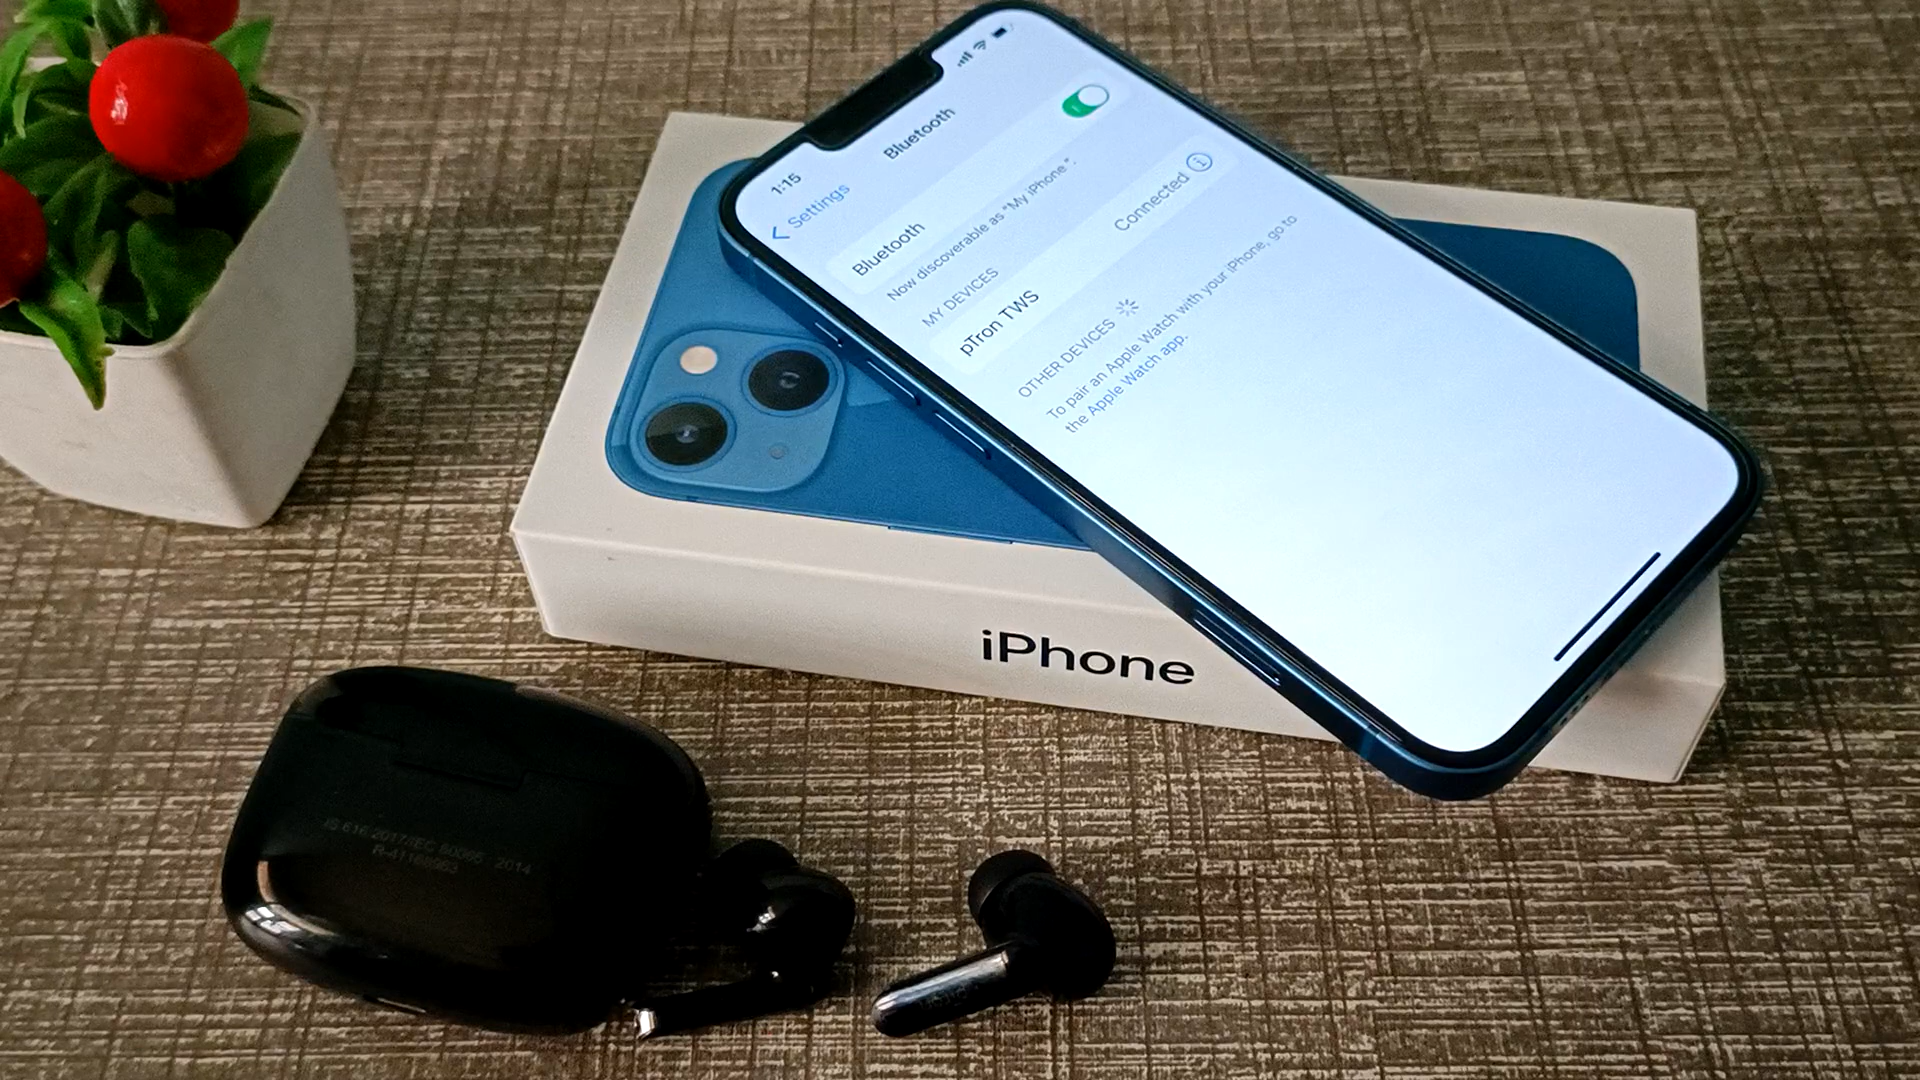 1:15
Settings
Bluetooth
Bluetooth
Now discoverable as "My iPhone".
MY DEVICES
pTron TWS
Connected
OTHER DEVICES
To pair an Apple Watch with your iPhone, go to
the Apple Watch app.
iPhone
2014